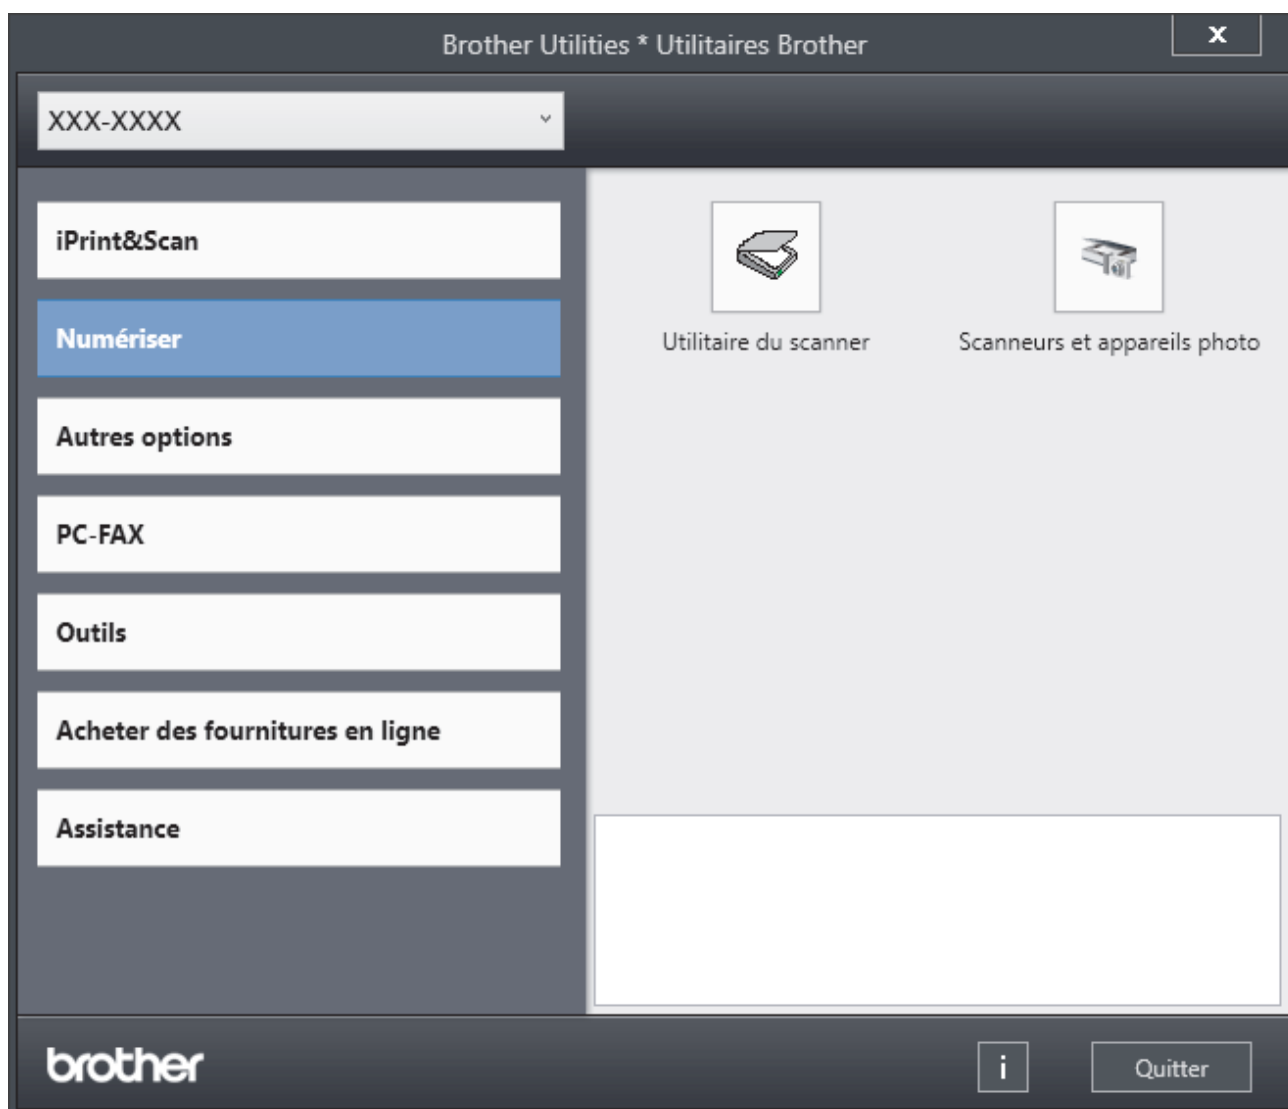 Brother Utilities * Utilitaires Brother
x
XXX-XXXX
iPrint&Scan
Numériser
Autres options
PC-FAX
Outils
Acheter des fournitures en ligne
Assistance
Utilitaire du scanner
Scanneurs et appareils photo
brother
i
Quitter